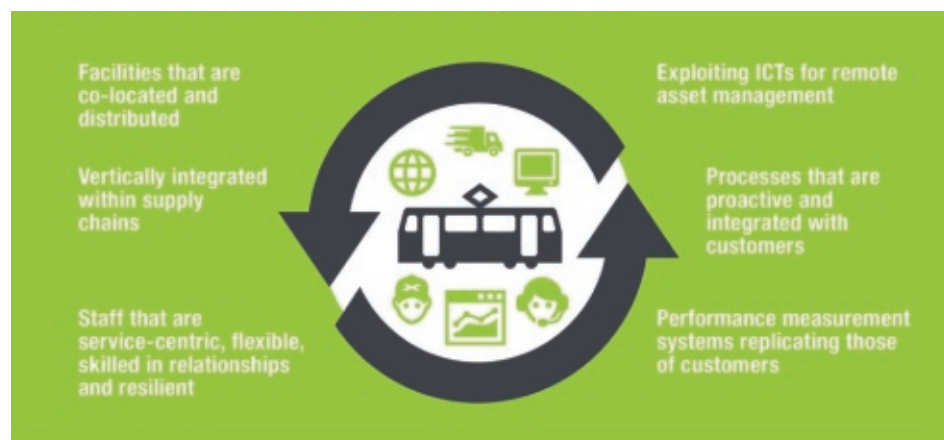 Facilities that are
co-located and
distributed
Vertically integrated
within supply
chains
Staff that are
service-centric, flexible,
skilled in relationships
and resilient
Exploiting ICTs for remote
asset management
Processes that are
proactive and
integrated with
customers
Performance measurement
systems replicating those
of customers